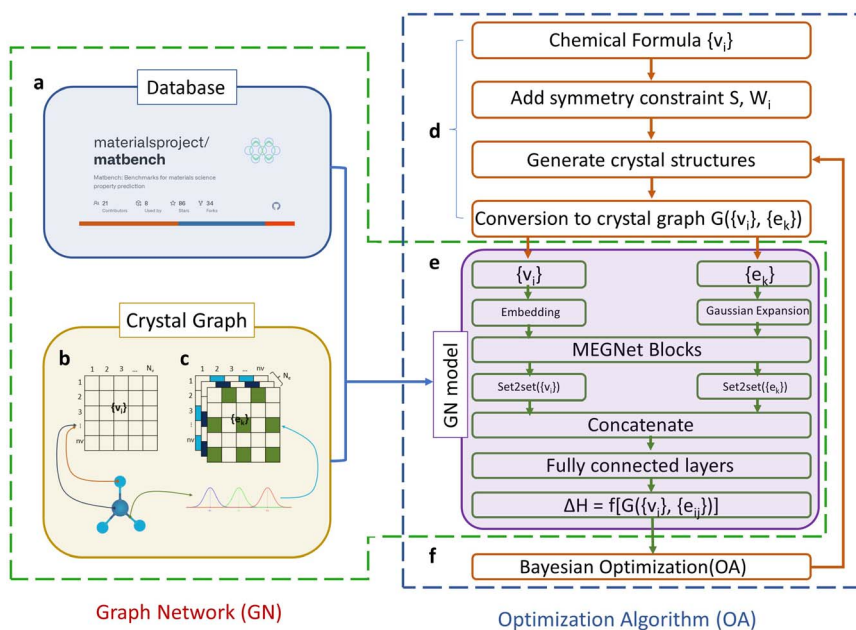 a
Database
materialsproject/
matbench
Matbench: Benchmarks for materials science
property prediction
21
Contributors
9
Used by
86
Stars
34
Forks
Crystal Graph
b
1 2 3 ... Nv
1
2
3
⋮
nv
{vi}
c
1 2 3 ... nv
Ne
1
2
3
⋮
nv
{ek}
Graph Network (GN)
d
Chemical Formula {vi}
Add symmetry constraint S, Wi
Generate crystal structures
Conversion to crystal graph G({vi}, {ek})
e
GN model
{vi}
{ek}
Embedding
Gaussian Expansion
MEGNet Blocks
Set2set({vi})
Set2set({ek})
Concatenate
Fully connected layers
ΔH = f[G({vi}, {eij})]
f
Bayesian Optimization(OA)
Optimization Algorithm (OA)